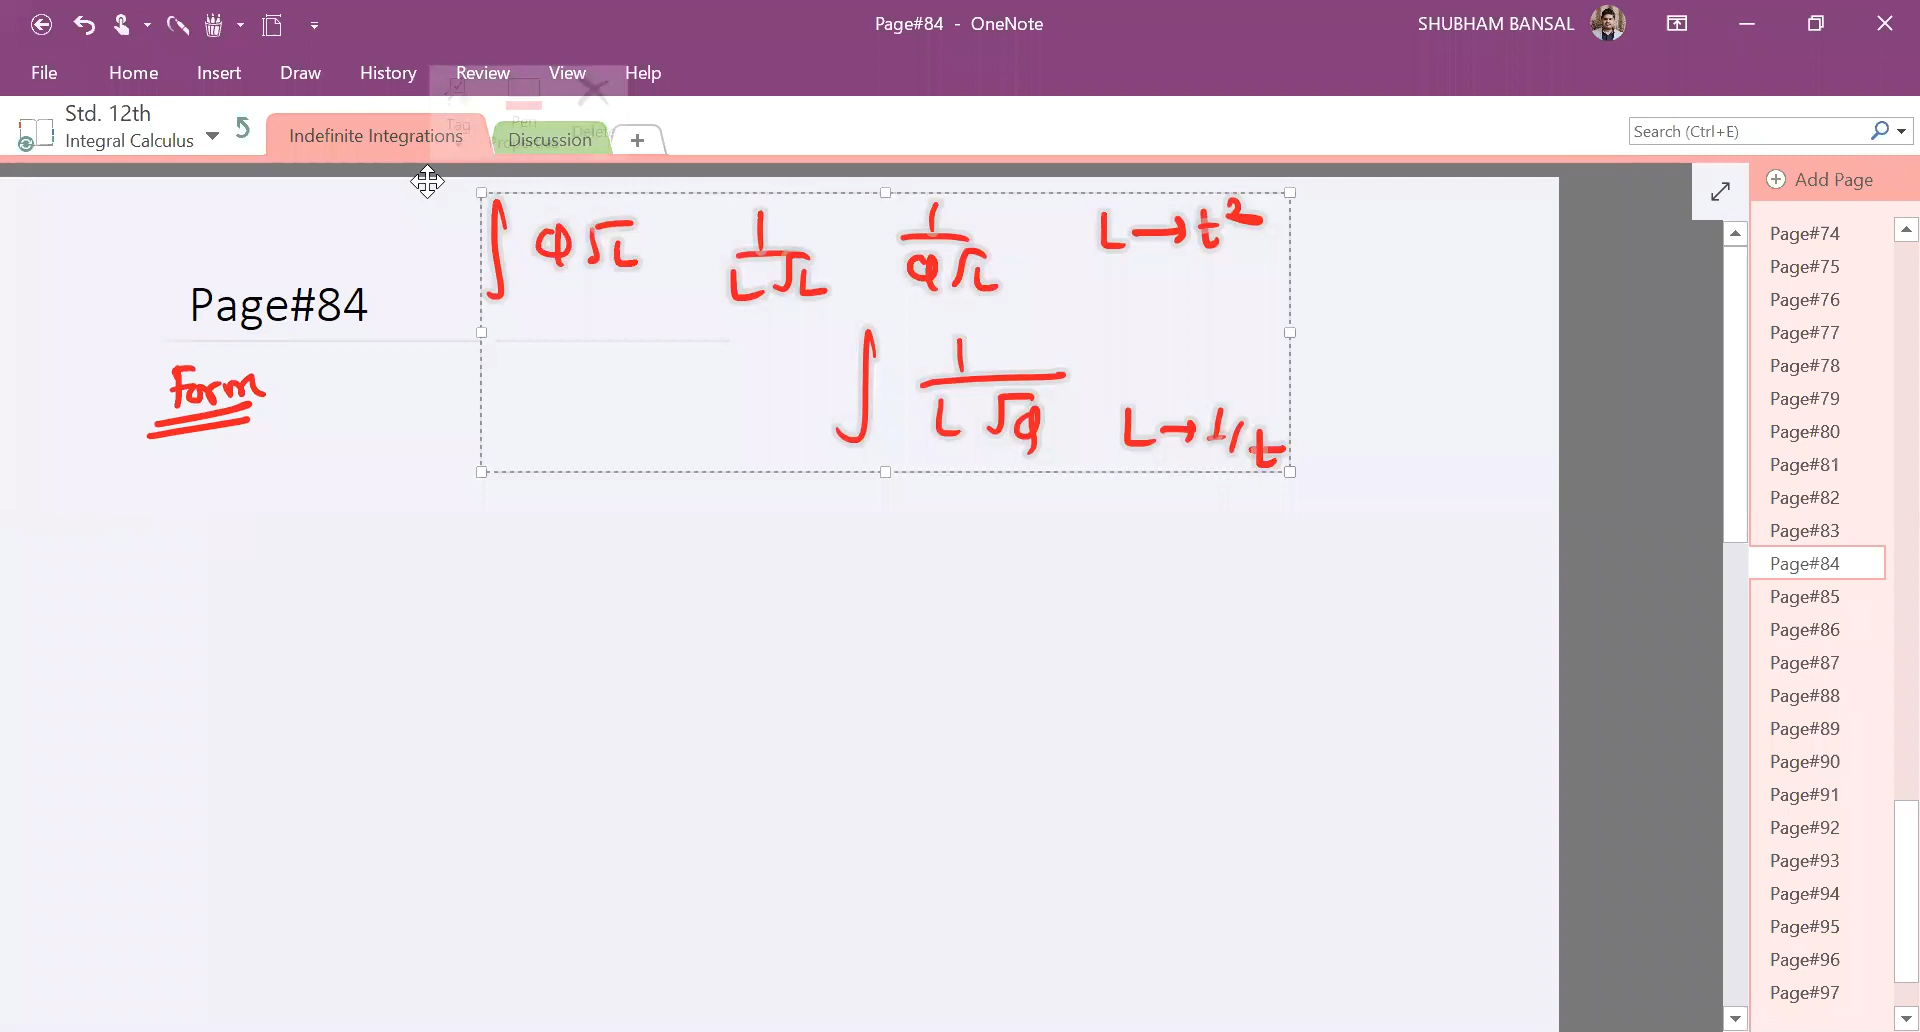 Page#84 - OneNote
SHUBHAM BANSAL
File Home Insert Draw History Review View Help
Std. 12th
Integral Calculus
Indefinite Integrations
Tag
Pen
Delete
Discussion
+
Search (Ctrl+E)
Add Page
∫ Q√L 1/(L√L) 1/(Q√L) L → t²
Page#84
∫ 1/(L√Q) L → 1/t
Form
Page#74
Page#75
Page#76
Page#77
Page#78
Page#79
Page#80
Page#81
Page#82
Page#83
Page#84
Page#85
Page#86
Page#87
Page#88
Page#89
Page#90
Page#91
Page#92
Page#93
Page#94
Page#95
Page#96
Page#97